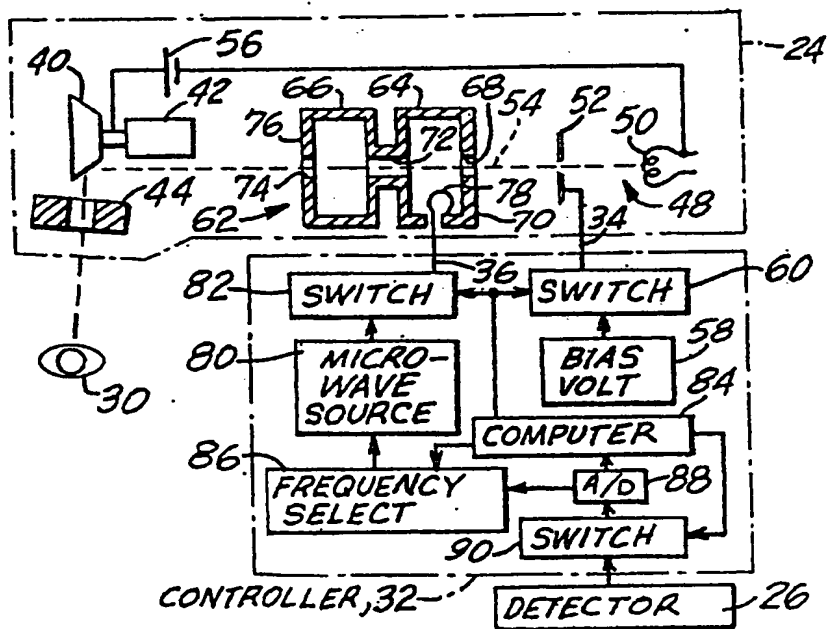 56
40
42
66
64
68
54
52
50
24
76
72
74
78
44
62
70
48
34
36
82
SWITCH
SWITCH
60
30
80
MICRO-
WAVE
SOURCE
BIAS
VOLT
58
84
COMPUTER
86
FREQUENCY
SELECT
A/D
88
90
SWITCH
CONTROLLER, 32
DETECTOR
26